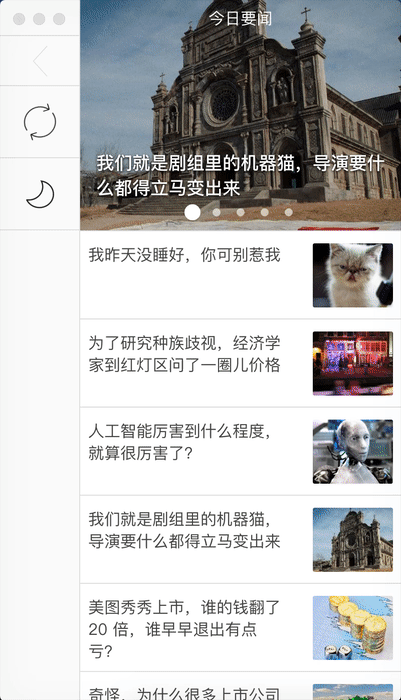 今日要闻
我们就是剧组里的机器猫，导演要什
么都得立马变出来
我昨天没睡好，你可别惹我
为了研究种族歧视，经济学
家到红灯区问了一圈儿价格
人工智能厉害到什么程度，
就算很厉害了？
我们就是剧组里的机器猫，
导演要什么都得立马变出来
美图秀秀上市，谁的钱翻了
20 倍，谁早早退出有点
亏？
奇怪，为什么很多上市公司